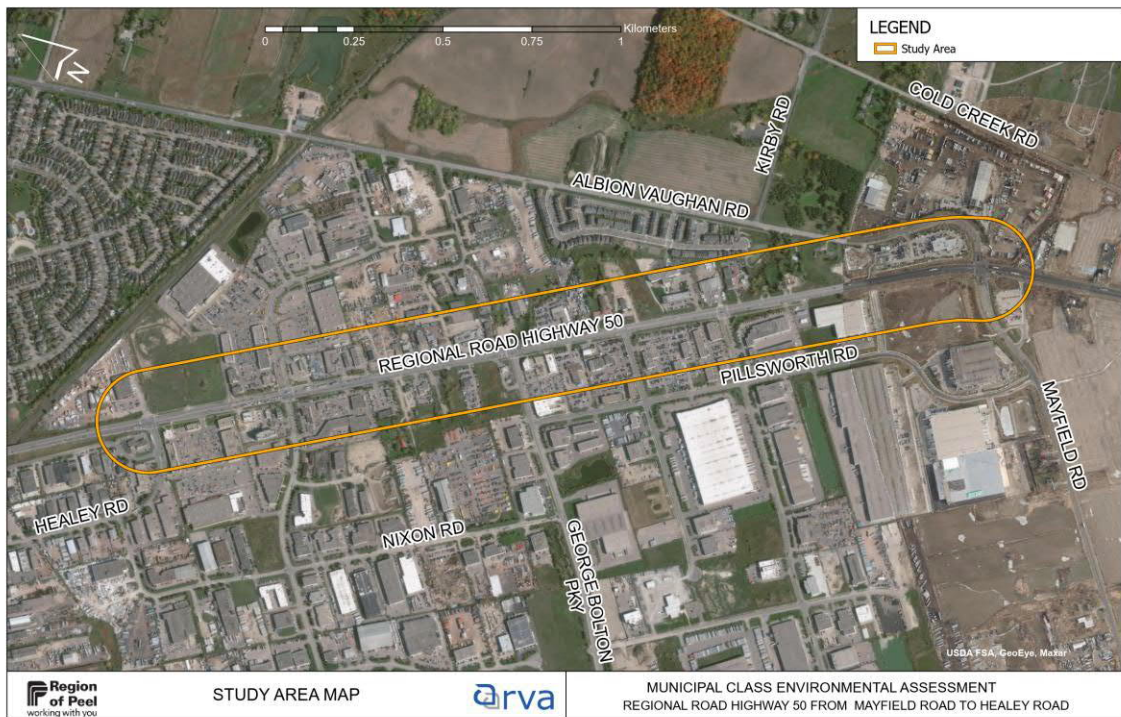 Kilometers
0 0.25 0.5 0.75 1
LEGEND
Study Area
N
COLD CREEK RD
KIRBY RD
ALBION VAUGHAN RD
REGIONAL ROAD HIGHWAY 50
PILLSWORTH RD
MAYFIELD RD
HEALEY RD
NIXON RD
GEORGE BOLTON
PKY
USDA FSA, GeoEye, Maxar
Region
of Peel
working with you
STUDY AREA MAP
arva
MUNICIPAL CLASS ENVIRONMENTAL ASSESSMENT
REGIONAL ROAD HIGHWAY 50 FROM MAYFIELD ROAD TO HEALEY ROAD